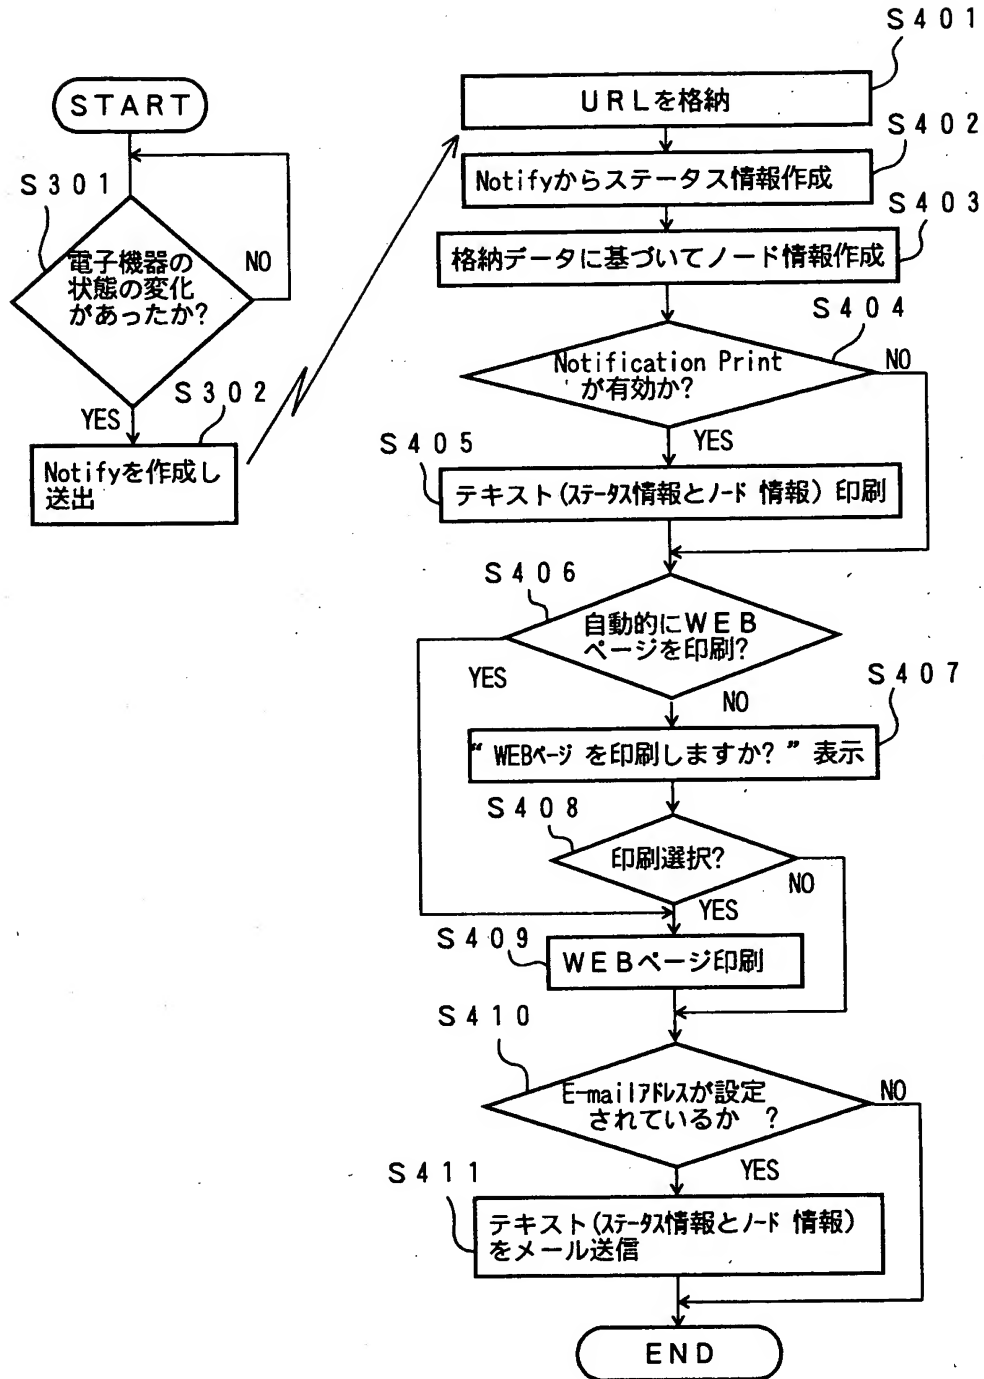 START
S301
電子機器の
状態の変化
があったか?
NO
YES
S302
Notifyを作成し
送出
S401
URLを格納
S402
Notifyからステータス情報作成
S403
格納データに基づいてノード情報作成
S404
Notification Print
が有効か?
NO
YES
S405
テキスト(ステータス情報とノード 情報) 印刷
S406
自動的にWEB
ページを印刷?
YES
NO
S407
“ WEBページ を印刷しますか? ” 表示
S408
印刷選択?
NO
YES
S409
WEBページ印刷
S410
E-mailアドレスが設定
されているか ?
NO
YES
S411
テキスト(ステータス情報とノード 情報)
をメール送信
END